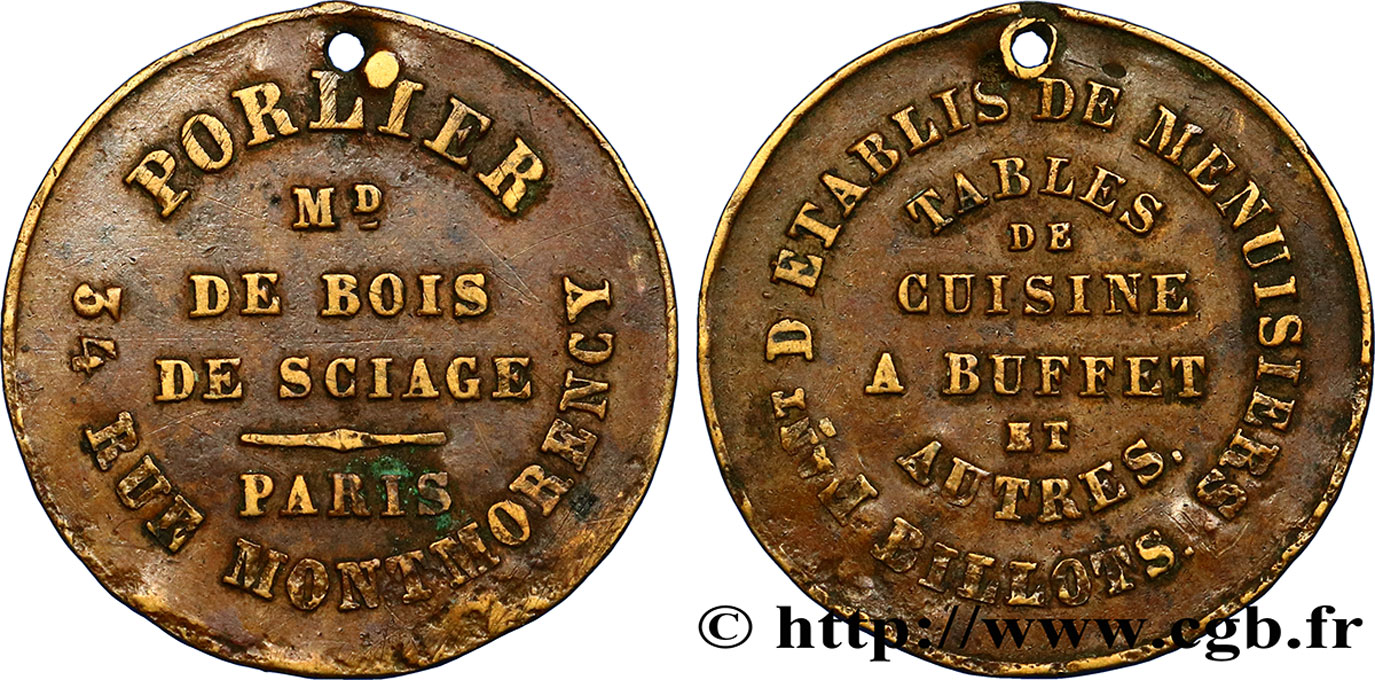 PORLIER
MD
DE BOIS
DE SCIAGE
PARIS
34 RUE MONTMORENCY
D'ETABLIS DE MENUISIERS
BILLOTS.
TABLES
DE
CUISINE
A BUFFET
ET
AUTRES.
© http://www.cgb.fr